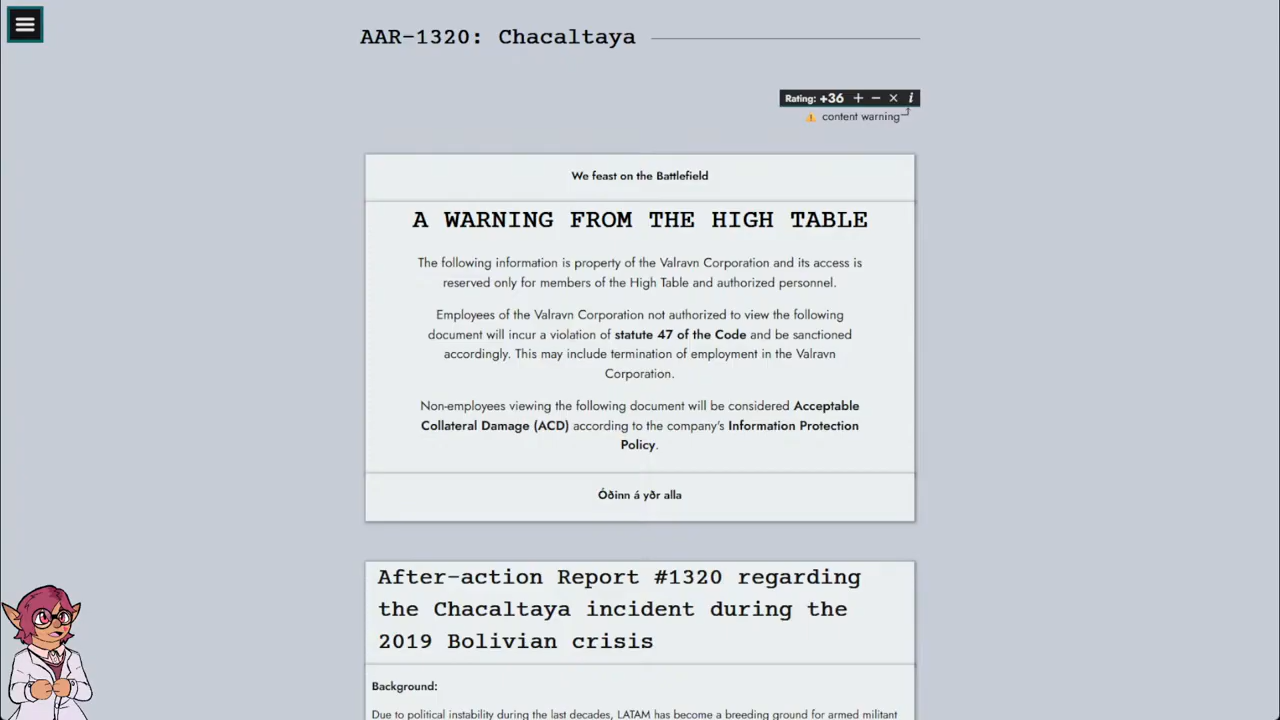 AAR-1320: Chacaltaya
Rating: +36 + − × i
⚠ content warning
We feast on the Battlefield
A WARNING FROM THE HIGH TABLE
The following information is property of the Valravn Corporation and its access is
reserved only for members of the High Table and authorized personnel.
Employees of the Valravn Corporation not authorized to view the following
document will incur a violation of statute 47 of the Code and be sanctioned
accordingly. This may include termination of employment in the Valravn
Corporation.
Non-employees viewing the following document will be considered Acceptable
Collateral Damage (ACD) according to the company's Information Protection
Policy.
Óðinn á yðr alla
After-action Report #1320 regarding
the Chacaltaya incident during the
2019 Bolivian crisis
Background:
Due to political instability during the last decades, LATAM has become a breeding ground for armed militant